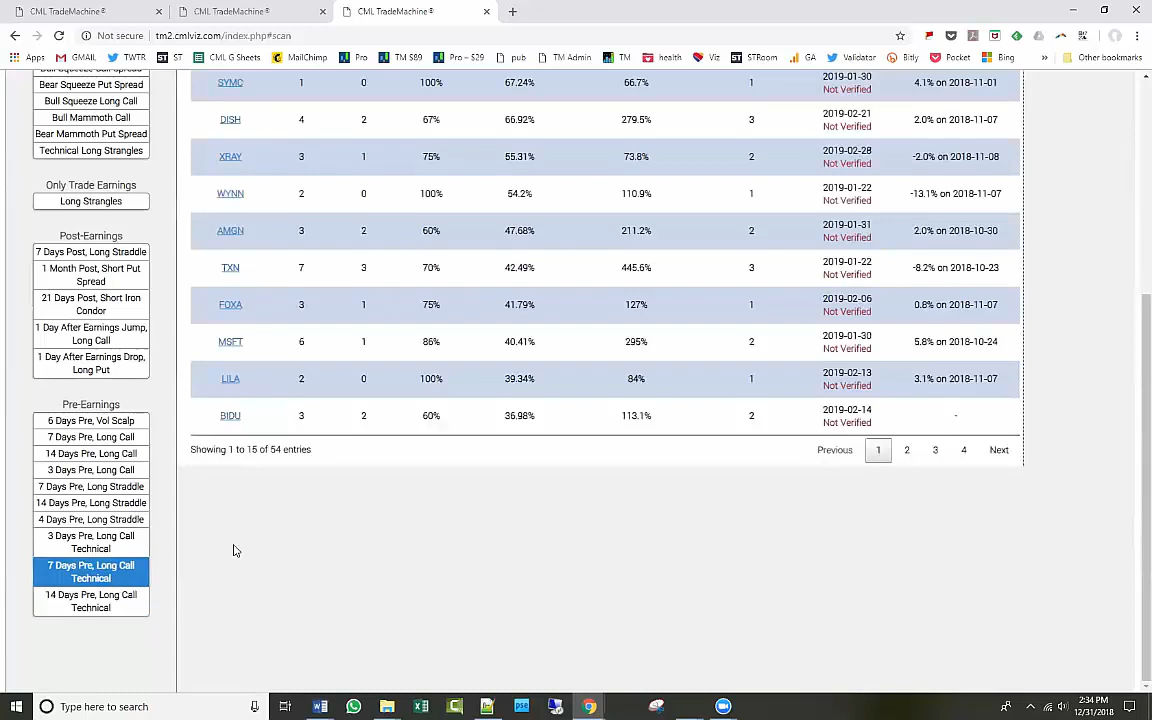 CML TradeMachine®
CML TradeMachine®
CML TradeMachine®
Not secure
tm2.cmlviz.com/index.php#scan
Apps
GMAIL
TWTR
ST
CML G Sheets
MailChimp
Pro
TM $89
Pro – $29
pub
TM Admin
TM
health
Viz
STRoom
GA
Validator
Bitly
Pocket
Bing
Other bookmarks
Bull Squeeze Call Spread
Bear Squeeze Put Spread
Bull Squeeze Long Call
Bull Mammoth Call
Bear Mammoth Put Spread
Technical Long Strangles
Only Trade Earnings
Long Strangles
Post-Earnings
7 Days Post, Long Straddle
1 Month Post, Short Put
Spread
21 Days Post, Short Iron
Condor
1 Day After Earnings Jump,
Long Call
1 Day After Earnings Drop,
Long Put
Pre-Earnings
6 Days Pre, Vol Scalp
7 Days Pre, Long Call
14 Days Pre, Long Call
3 Days Pre, Long Call
7 Days Pre, Long Straddle
14 Days Pre, Long Straddle
4 Days Pre, Long Straddle
3 Days Pre, Long Call
Technical
7 Days Pre, Long Call
Technical
14 Days Pre, Long Call
Technical
SYMC 1 0 100% 67.24% 66.7% 1 2019-01-30 Not Verified 4.1% on 2018-11-01
DISH 4 2 67% 66.92% 279.5% 3 2019-02-21 Not Verified 2.0% on 2018-11-07
XRAY 3 1 75% 55.31% 73.8% 2 2019-02-28 Not Verified -2.0% on 2018-11-08
WYNN 2 0 100% 54.2% 110.9% 1 2019-01-22 Not Verified -13.1% on 2018-11-07
AMGN 3 2 60% 47.68% 211.2% 2 2019-01-31 Not Verified 2.0% on 2018-10-30
TXN 7 3 70% 42.49% 445.6% 3 2019-01-22 Not Verified -8.2% on 2018-10-23
FOXA 3 1 75% 41.79% 127% 1 2019-02-06 Not Verified 0.8% on 2018-11-07
MSFT 6 1 86% 40.41% 295% 2 2019-01-30 Not Verified 5.8% on 2018-10-24
LILA 2 0 100% 39.34% 84% 1 2019-02-13 Not Verified 3.1% on 2018-11-07
BIDU 3 2 60% 36.98% 113.1% 2 2019-02-14 Not Verified -
Showing 1 to 15 of 54 entries
Previous 1 2 3 4 Next
Type here to search
2:34 PM
12/31/2018